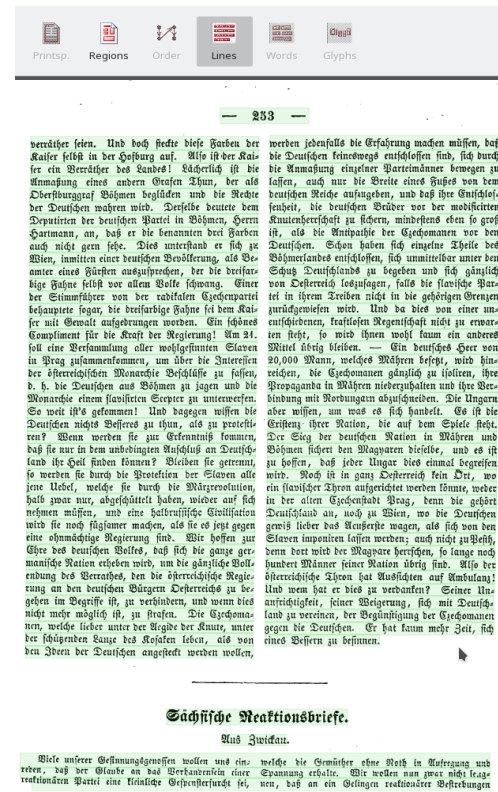 Printsp.
Regions
Order
Lines
Words
Glyphs
— 253 —
verräther seien. Und doch steckte diese Farben der
Kaiser selbst in der Hofburg auf. Also ist der Kai-
ser ein Verräther des Landes! Lächerlich ist die
Anmaßung eines andern Grafen Thun, der als
Oberstburggraf Böhmen beglücken und die Rechte
der Deutschen wahren wird. Derselbe deutete dem
Deputirten der deutschen Partei in Böhmen, Herrn
Hartmann, an, daß er die benannten drei Farben
auch nicht gern sehe. Dies unterstand er sich zu
Wien, inmitten einer deutschen Bevölkerung, als Be-
amter eines Fürsten auszusprechen, der die dreifar-
bige Fahne selbst vor allem Volke schwang. Einer
der Stimmführer von der radikalen Czechenpartei
behauptete sogar, die dreifarbige Fahne sei dem Kai-
ser mit Gewalt aufgedrungen worden. Ein schönes
Compliment für die Kraft der Regierung! Am 24.
soll eine Versammlung aller wohlgesinnten Slaven
in Prag zusammenkommen, um über die Interessen
der österreichischen Monarchie Beschlüsse zu fassen,
d. h. die Deutschen aus Böhmen zu jagen und die
Monarchie einem slavischen Scepter zu unterwerfen.
So weit ist's gekommen! Und dagegen wissen die
Deutschen nichts Besseres zu thun, als zu protesti-
ren? Wenn werden sie zur Erkenntniß kommen,
daß sie nur in dem unbedingten Anschluß an Deutsch-
land ihr Heil finden können? Bleiben sie getrennt,
so werden sie durch die Protektion der Slaven alle
jene Uebel, welche sie durch die Märzrevolution,
halb zwar nur, abgeschüttelt haben, wieder auf sich
nehmen müssen, und eine halbrussische Civilisation
wird sie noch fügsamer machen, als sie es jetzt gegen
eine ohnmächtige Regierung sind. Wir hoffen zur
Ehre des deutschen Volkes, daß sich die ganze ger-
manische Nation erheben wird, um die gänzliche Voll-
endung des Verrathes, den die österreichische Regie-
rung an den deutschen Bürgern Oesterreichs zu be-
gehen im Begriffe ist, zu verhindern, und wenn dies
nicht mehr möglich ist, zu strafen. Die Czechoma-
nen, welche lieber unter der Aegide der Knute, unter
der schützenden Lanze des Kosaken leben, als von
den Ideen der Deutschen angesteckt werden wollen,
werden jedenfalls die Erfahrung machen müssen, daß
die Deutschen keineswegs entschlossen sind, sich durch
die Anmaßung einzelner Parteimänner bewegen zu
lassen, auch nur die Breite eines Fußes von dem
deutschen Reiche aufzugeben, und daß ihre Entschlos-
senheit, die deutschen Brüder vor der modificirten
Knutenherrschaft zu sichern, mindestens eben so groß
ist, als die Antipathie der Czechomanen vor den
Deutschen. Schon haben sich einzelne Theile des
Böhmerlandes entschlossen, sich unmittelbar unter den
Schutz Deutschlands zu begeben und sich gänzlich
von Oesterreich loszusagen, falls die slavische Par-
tei in ihrem Treiben nicht in die gehörigen Grenzen
zurückgewiesen wird. Und da dies von einer un-
entschiedenen, kraftlosen Regentschaft nicht zu erwar-
ten steht, so wird ihnen wohl kaum ein anderes
Mittel übrig bleiben. — Ein deutsches Heer von
20,000 Mann, welches Mähren besetzt, wird hin-
reichen, die Czechomanen gänzlich zu isoliren, ihre
Propaganda in Mähren niederzuhalten und ihre Ver-
bindung mit Nordungarn abzuschneiden. Die Ungarn
aber wissen, um was es sich handelt. Es ist die
Existenz ihrer Nation, die auf dem Spiele steht.
Der Sieg der deutschen Nation in Mähren und
Böhmen sichert den Magyaren dieselbe, und es ist
zu hoffen, daß jeder Ungar dies einmal begreifen
wird. Noch ist in ganz Oesterreich kein Ort, wo
ein slavischer Thron aufgerichtet werden könnte, weder
in der alten Czechenstadt Prag, denn die gehört
Deutschland an, noch zu Wien, wo die Deutschen
gewiß lieber das Aeußerste wagen, als sich von den
Slaven imponiren lassen werden; auch nicht zu Pesth,
denn dort wird der Magyare herrschen, so lange noch
hundert Männer seiner Nation übrig sind. Also der
österreichische Thron hat Aussichten auf Ambulanz!
Und wem hat er dies zu verdanken? Seiner Un-
aufrichtigkeit, seiner Weigerung, sich mit Deutsch-
land zu vereinen, der Begünstigung der Czechomanen
gegen die Deutschen. Er hat kaum mehr Zeit, sich
eines Bessern zu besinnen.
Sächsische Reaktionsbriefe.
Aus Zwickau.
Viele unserer Gesinnungsgenossen wollen uns ein-
reden, daß der Glaube an das Vorhandensein einer
reaktionären Partei eine kleinliche Gespensterfurcht sei,
welche die Gemüther ohne Noth in Aufregung und
Spannung erhalte. Wir wollen nun zwar nicht leug-
nen, daß an ein Gelingen reaktionärer Bestrebungen